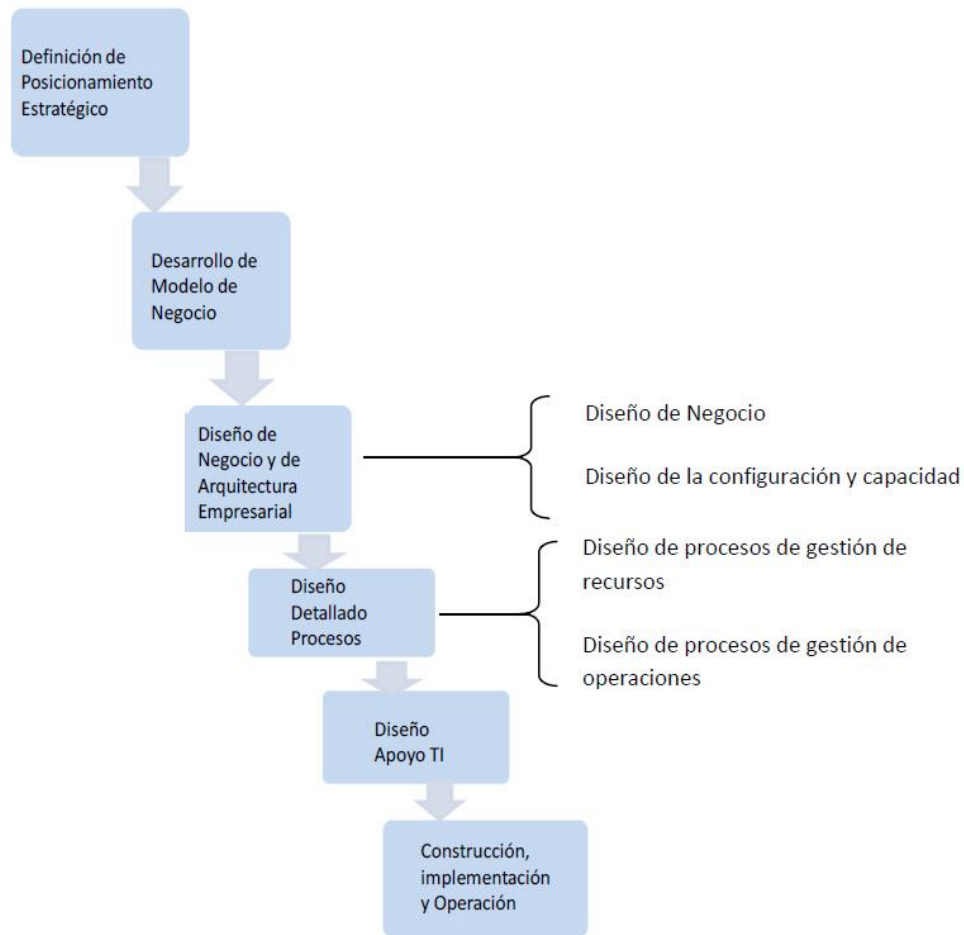 Definición de
Posicionamiento
Estratégico
Desarrollo de
Modelo de
Negocio
Diseño de
Negocio y de
Arquitectura
Empresarial
Diseño de Negocio
Diseño de la configuración y capacidad
Diseño
Detallado
Procesos
Diseño de procesos de gestión de
recursos
Diseño de procesos de gestión de
operaciones
Diseño
Apoyo TI
Construcción,
implementación
y Operación